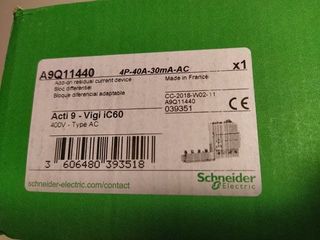 A9Q11440 4P-40A-30mA-AC x1
Add-on residual current device Made in France
Bloc différentiel
Bloque diferencial adaptable CC-2018-W02-11
A9Q11440
039351 CE
Acti 9 - Vigi iC60
400V - Type AC
3 606480 393518
schneider-electric.com/contact
Schneider
Electric